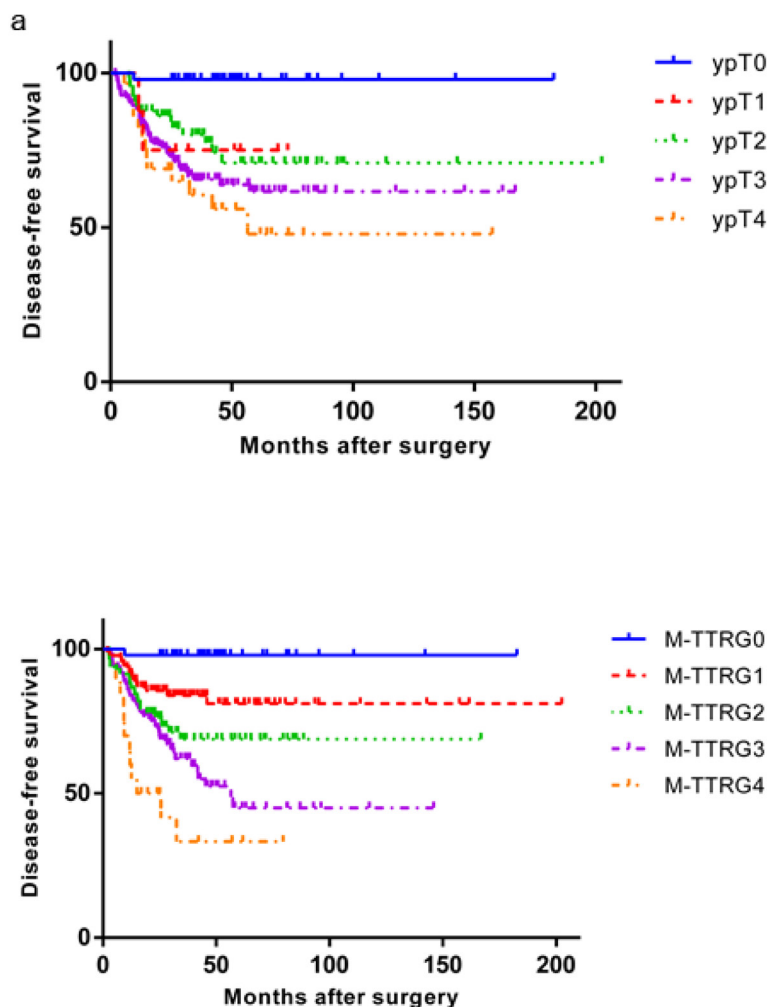 a
Disease-free survival
100
50
0
0 50 100 150 200
Months after surgery
ypT0
ypT1
ypT2
ypT3
ypT4
Disease-free survival
100
50
0
0 50 100 150 200
Months after surgery
M-TTRG0
M-TTRG1
M-TTRG2
M-TTRG3
M-TTRG4